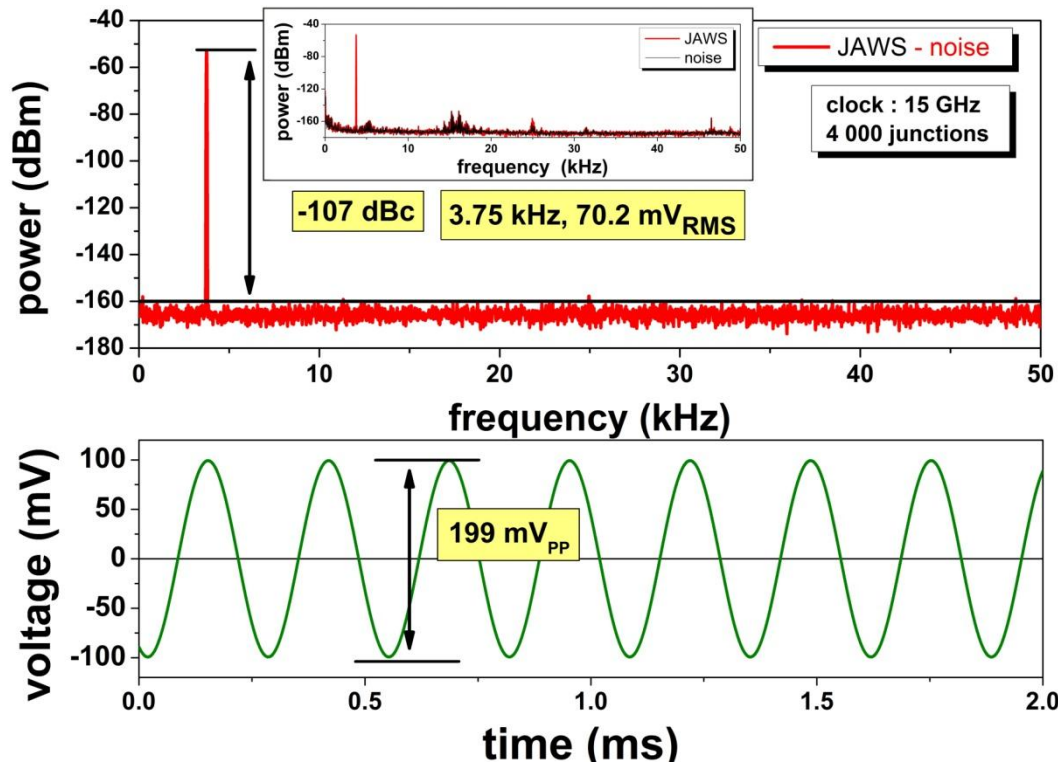 -40
-60
-80
-100
-120
-140
-160
-180
power (dBm)
0
10
20
30
40
50
frequency (kHz)
-40
-80
-120
-160
power (dBm)
0
10
20
30
40
50
frequency (kHz)
JAWS
noise
JAWS - noise
clock : 15 GHz
4 000 junctions
-107 dBc
3.75 kHz, 70.2 mVRMS
100
50
0
-50
-100
voltage (mV)
199 mVPP
0.0
0.5
1.0
1.5
2.0
time (ms)